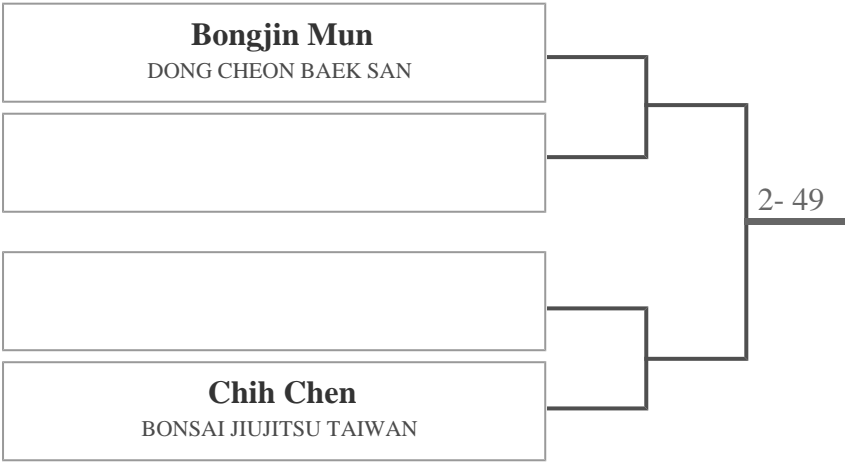 Bongjin Mun
DONG CHEON BAEK SAN
2- 49
Chih Chen
BONSAI JIUJITSU TAIWAN